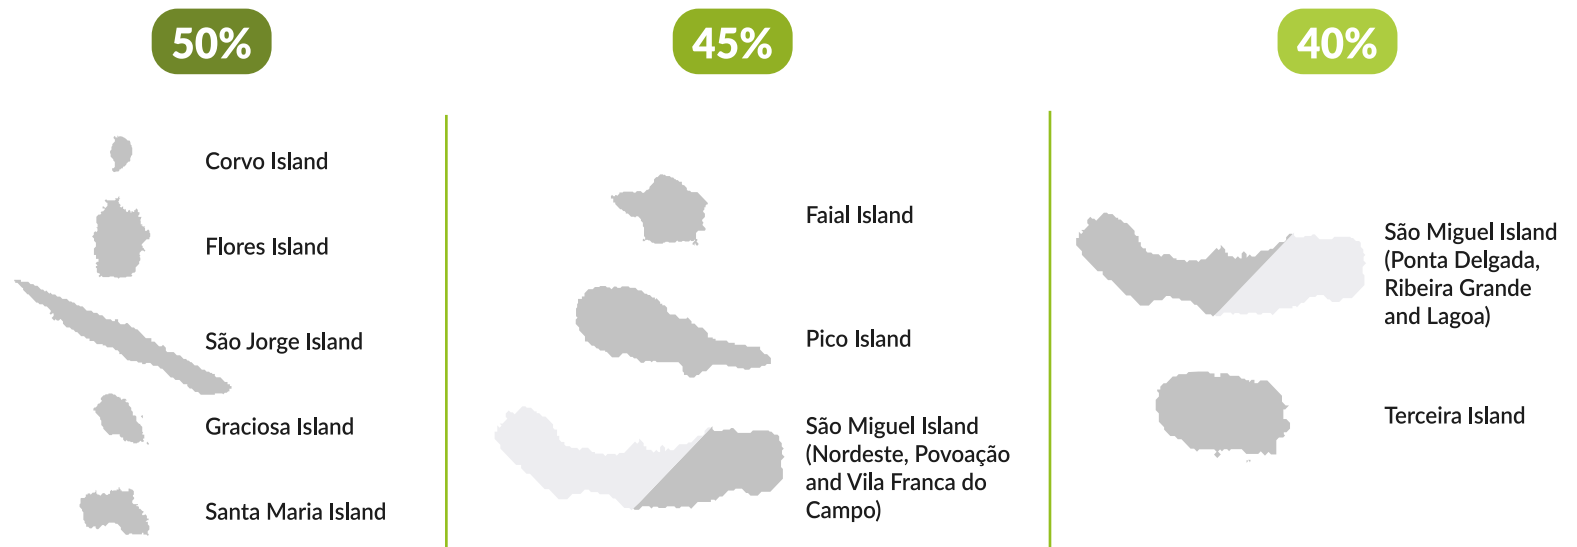 50%
Corvo Island
Flores Island
São Jorge Island
Graciosa Island
Santa Maria Island
45%
Faial Island
Pico Island
São Miguel Island
(Nordeste, Povoação
and Vila Franca do
Campo)
40%
São Miguel Island
(Ponta Delgada,
Ribeira Grande
and Lagoa)
Terceira Island